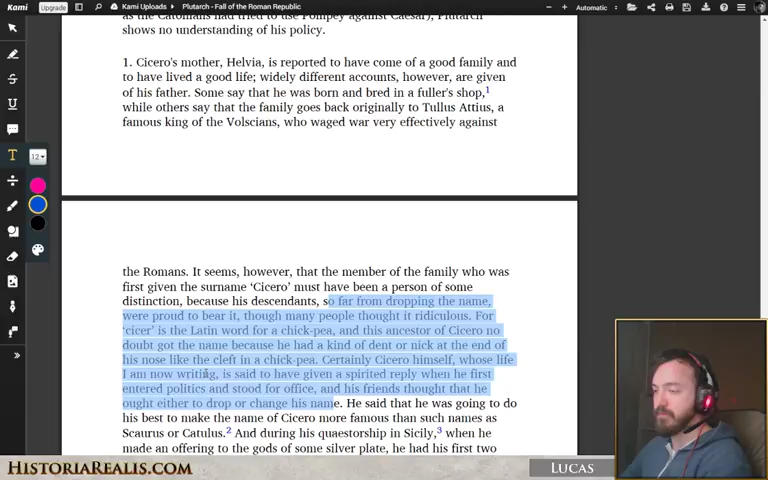 Kami
Upgrade
Kami Uploads > Plutarch - Fall of the Roman Republic
Automatic
as the Catonians had tried to use Pompey against Caesar), Plutarch
shows no understanding of his policy.
1. Cicero's mother, Helvia, is reported to have come of a good family and
to have lived a good life; widely different accounts, however, are given
of his father. Some say that he was born and bred in a fuller's shop,1
while others say that the family goes back originally to Tullus Attius, a
famous king of the Volscians, who waged war very effectively against
12
the Romans. It seems, however, that the member of the family who was
first given the surname ‘Cicero’ must have been a person of some
distinction, because his descendants, so far from dropping the name,
were proud to bear it, though many people thought it ridiculous. For
‘cicer’ is the Latin word for a chick-pea, and this ancestor of Cicero no
doubt got the name because he had a kind of dent or nick at the end of
his nose like the cleft in a chick-pea. Certainly Cicero himself, whose life
I am now writing, is said to have given a spirited reply when he first
entered politics and stood for office, and his friends thought that he
ought either to drop or change his name. He said that he was going to do
his best to make the name of Cicero more famous than such names as
Scaurus or Catulus.2 And during his quaestorship in Sicily,3 when he
made an offering to the gods of some silver plate, he had his first two
HISTORIAREALIS.COM
LUCAS